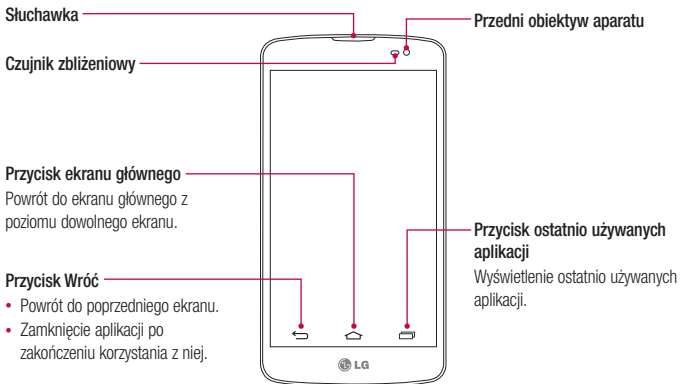 Słuchawka
Czujnik zbliżeniowy
Przycisk ekranu głównego
Powrót do ekranu głównego z
poziomu dowolnego ekranu.
Przycisk Wróć
• Powrót do poprzedniego ekranu.
• Zamknięcie aplikacji po
zakończeniu korzystania z niej.
Przedni obiektyw aparatu
Przycisk ostatnio używanych
aplikacji
Wyświetlenie ostatnio używanych
aplikacji.
LG